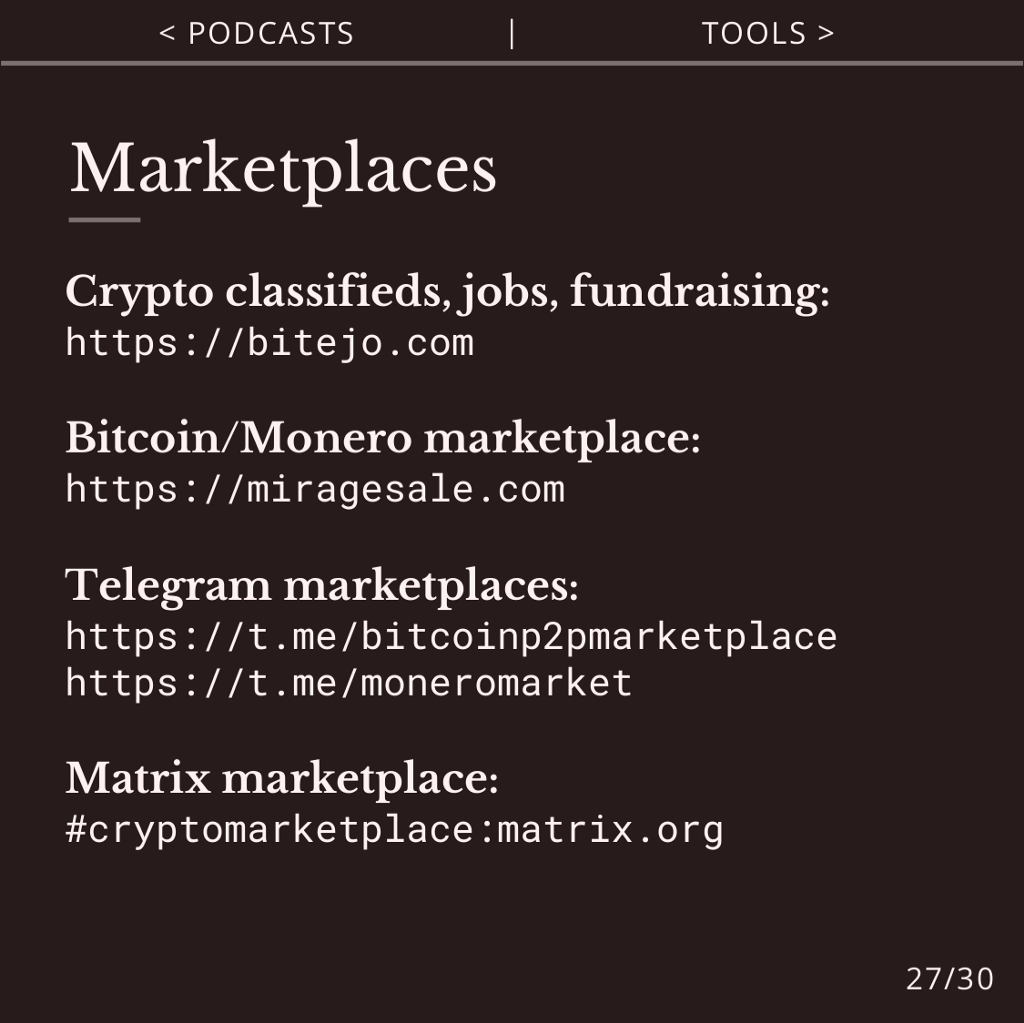 < PODCASTS | TOOLS >
Marketplaces
Crypto classifieds, jobs, fundraising:
https://bitejo.com
Bitcoin/Monero marketplace:
https://miragesale.com
Telegram marketplaces:
https://t.me/bitcoinp2pmarketplace
https://t.me/moneromarket
Matrix marketplace:
#cryptomarketplace:matrix.org
27/30